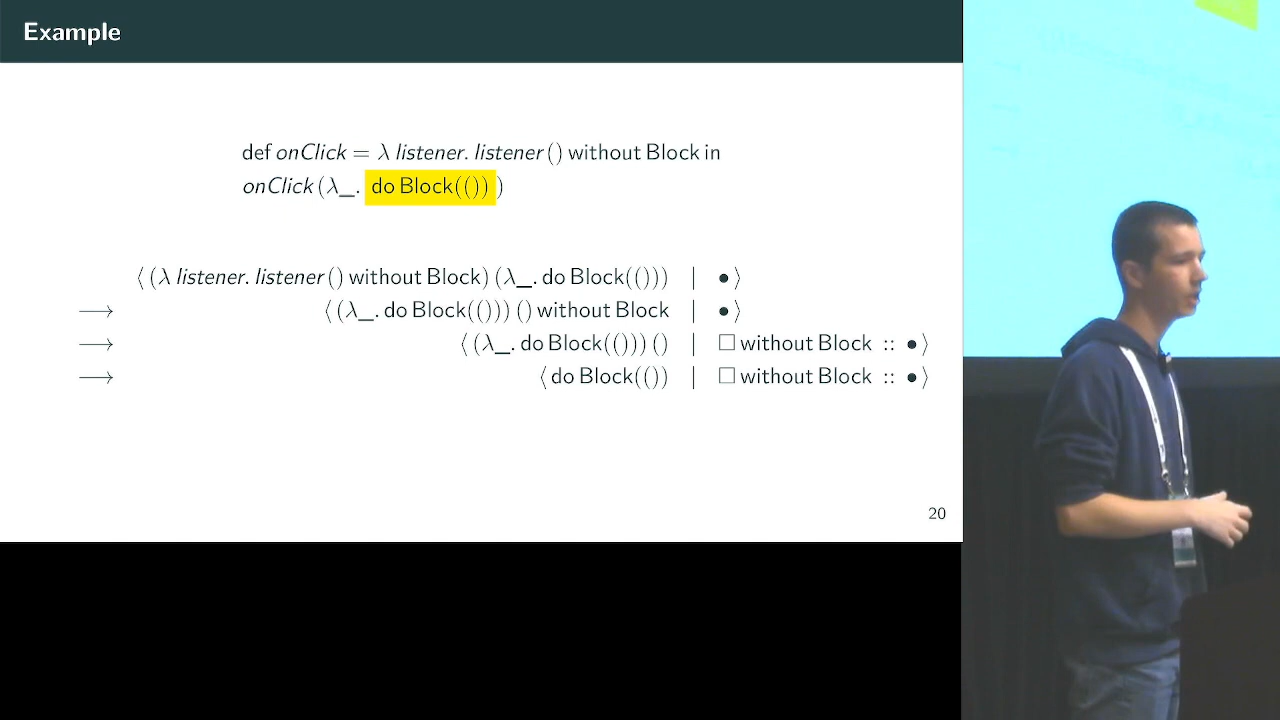 Example
def onClick = λ listener. listener () without Block in
onClick (λ_. do Block(()) )
⟨ (λ listener. listener () without Block) (λ_. do Block(())) | • ⟩
⟶ ⟨ (λ_. do Block(())) () without Block | • ⟩
⟶ ⟨ (λ_. do Block(())) () | □ without Block :: • ⟩
⟶ ⟨ do Block(()) | □ without Block :: • ⟩
20